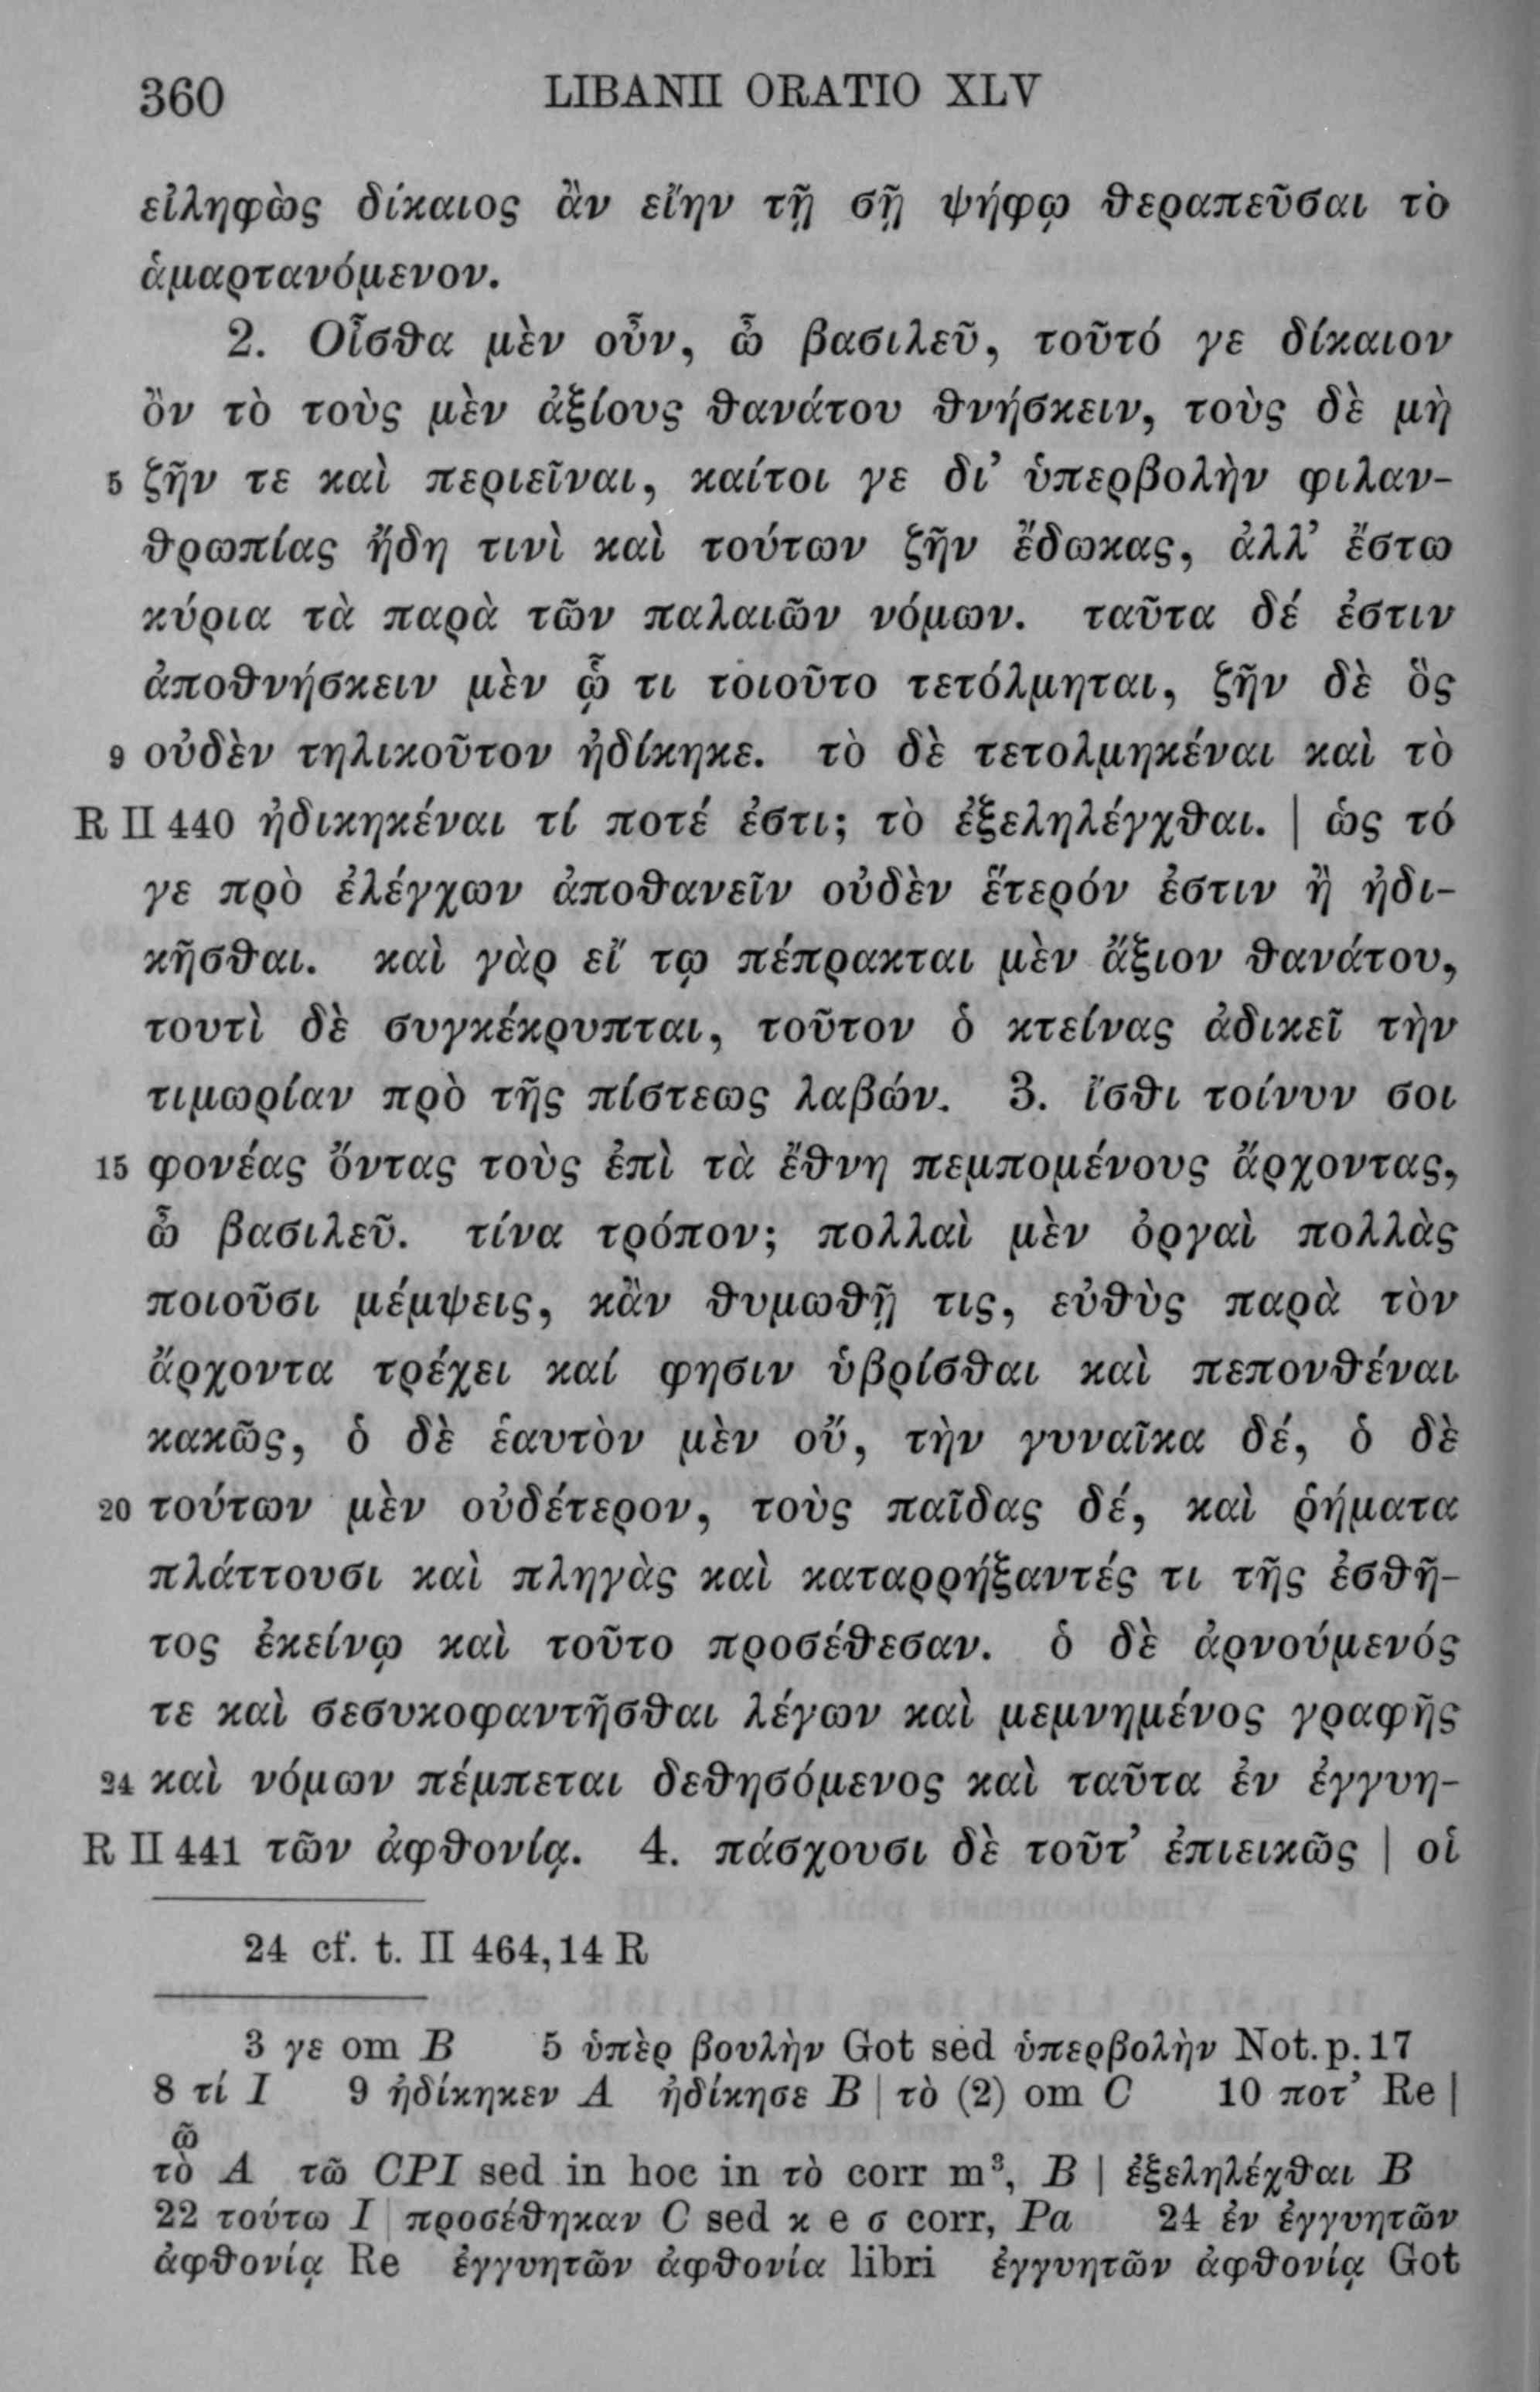 360 LIBANII ORATIO XLV
εἰληφὼς δίκαιος ἂν εἴην τῇ σῇ ψήφῳ θεραπεῦσαι τὸ
ἁμαρτανόμενον.
2. Οἶσθα μὲν οὖν, ὦ βασιλεῦ, τοῦτό γε δίκαιον
ὂν τὸ τοὺς μὲν ἀξίους θανάτου θνήσκειν, τοὺς δὲ μὴ
5 ζῆν τε καὶ περιεῖναι, καίτοι γε δι’ ὑπερβολὴν φιλαν-
θρωπίας ἤδη τινὶ καὶ τούτων ζῆν ἔδωκας, ἀλλ’ ἔστω
κύρια τὰ παρὰ τῶν παλαιῶν νόμων. ταῦτα δέ ἐστιν
ἀποθνήσκειν μὲν ᾧ τι τοιοῦτο τετόλμηται, ζῆν δὲ ὃς
9 οὐδὲν τηλικοῦτον ἠδίκηκε. τὸ δὲ τετολμηκέναι καὶ τὸ
R II 440 ἠδικηκέναι τί ποτέ ἐστι; τὸ ἐξεληλέγχθαι. | ὡς τό
γε πρὸ ἐλέγχων ἀποθανεῖν οὐδὲν ἕτερόν ἐστιν ἢ ἠδι-
κῆσθαι. καὶ γὰρ εἴ τῳ πέπρακται μὲν ἄξιον θανάτου,
τουτὶ δὲ συγκέκρυπται, τοῦτον ὁ κτείνας ἀδικεῖ τὴν
τιμωρίαν πρὸ τῆς πίστεως λαβών. 3. ἴσθι τοίνυν σοι
15 φονέας ὄντας τοὺς ἐπὶ τὰ ἔθνη πεμπομένους ἄρχοντας,
ὦ βασιλεῦ. τίνα τρόπον; πολλαὶ μὲν ὀργαὶ πολλὰς
ποιοῦσι μέμψεις, κἂν θυμωθῇ τις, εὐθὺς παρὰ τὸν
ἄρχοντα τρέχει καί φησιν ὑβρίσθαι καὶ πεπονθέναι
κακῶς, ὁ δὲ ἑαυτὸν μὲν οὔ, τὴν γυναῖκα δέ, ὁ δὲ
20 τούτων μὲν οὐδέτερον, τοὺς παῖδας δέ, καὶ ῥήματα
πλάττουσι καὶ πληγὰς καὶ καταρρήξαντές τι τῆς ἐσθῆ-
τος ἐκείνῳ καὶ τοῦτο προσέθεσαν. ὁ δὲ ἀρνούμενός
τε καὶ σεσυκοφαντῆσθαι λέγων καὶ μεμνημένος γραφῆς
24 καὶ νόμων πέμπεται δεθησόμενος καὶ ταῦτα ἐν ἐγγυη-
R II 441 τῶν ἀφθονίᾳ. 4. πάσχουσι δὲ τοῦτ’ ἐπιεικῶς | οἱ
24 cf. t. II 464,14 R
3 γε om B 5 ὑπὲρ βουλὴν Got sed ὑπερβολὴν Not. p. 17
8 τί I 9 ἠδίκηκεν A ἠδίκησε B | τὸ (2) om C 10 ποτ’ Re |
ῶ
τὸ A τῶ CPI sed in hoc in τὸ corr m³, B | ἐξεληλέχθαι B
22 τούτω I | προσέθηκαν C sed κ e σ corr, Pa 24 ἐν ἐγγυητῶν
ἀφθονίᾳ Re ἐγγυητῶν ἀφθονία libri ἐγγυητῶν ἀφθονίᾳ Got